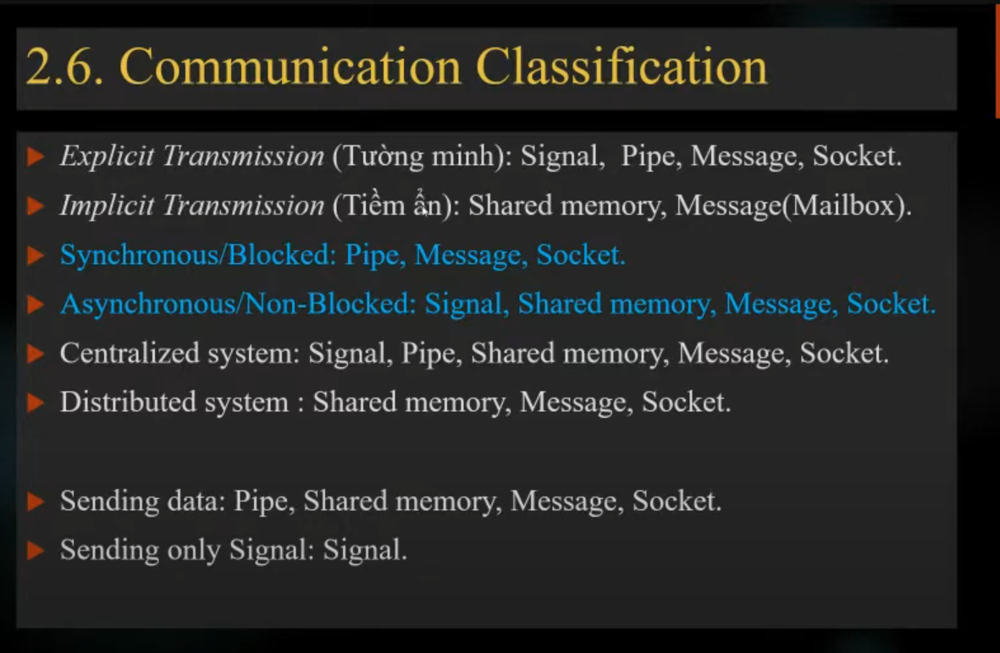 2.6. Communication Classification
Explicit Transmission (Tường minh): Signal, Pipe, Message, Socket.
Implicit Transmission (Tiềm ẩn): Shared memory, Message(Mailbox).
Synchronous/Blocked: Pipe, Message, Socket.
Asynchronous/Non-Blocked: Signal, Shared memory, Message, Socket.
Centralized system: Signal, Pipe, Shared memory, Message, Socket.
Distributed system : Shared memory, Message, Socket.
Sending data: Pipe, Shared memory, Message, Socket.
Sending only Signal: Signal.